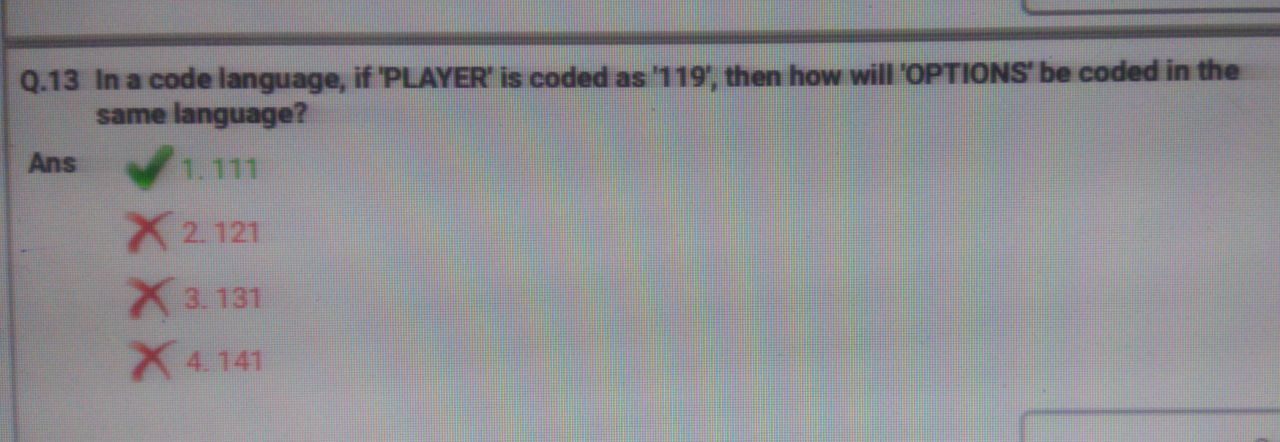 Q.13 In a code language, if 'PLAYER' is coded as '119', then how will 'OPTIONS' be coded in the
same language?
Ans 1. 111
2. 121
3. 131
4. 141